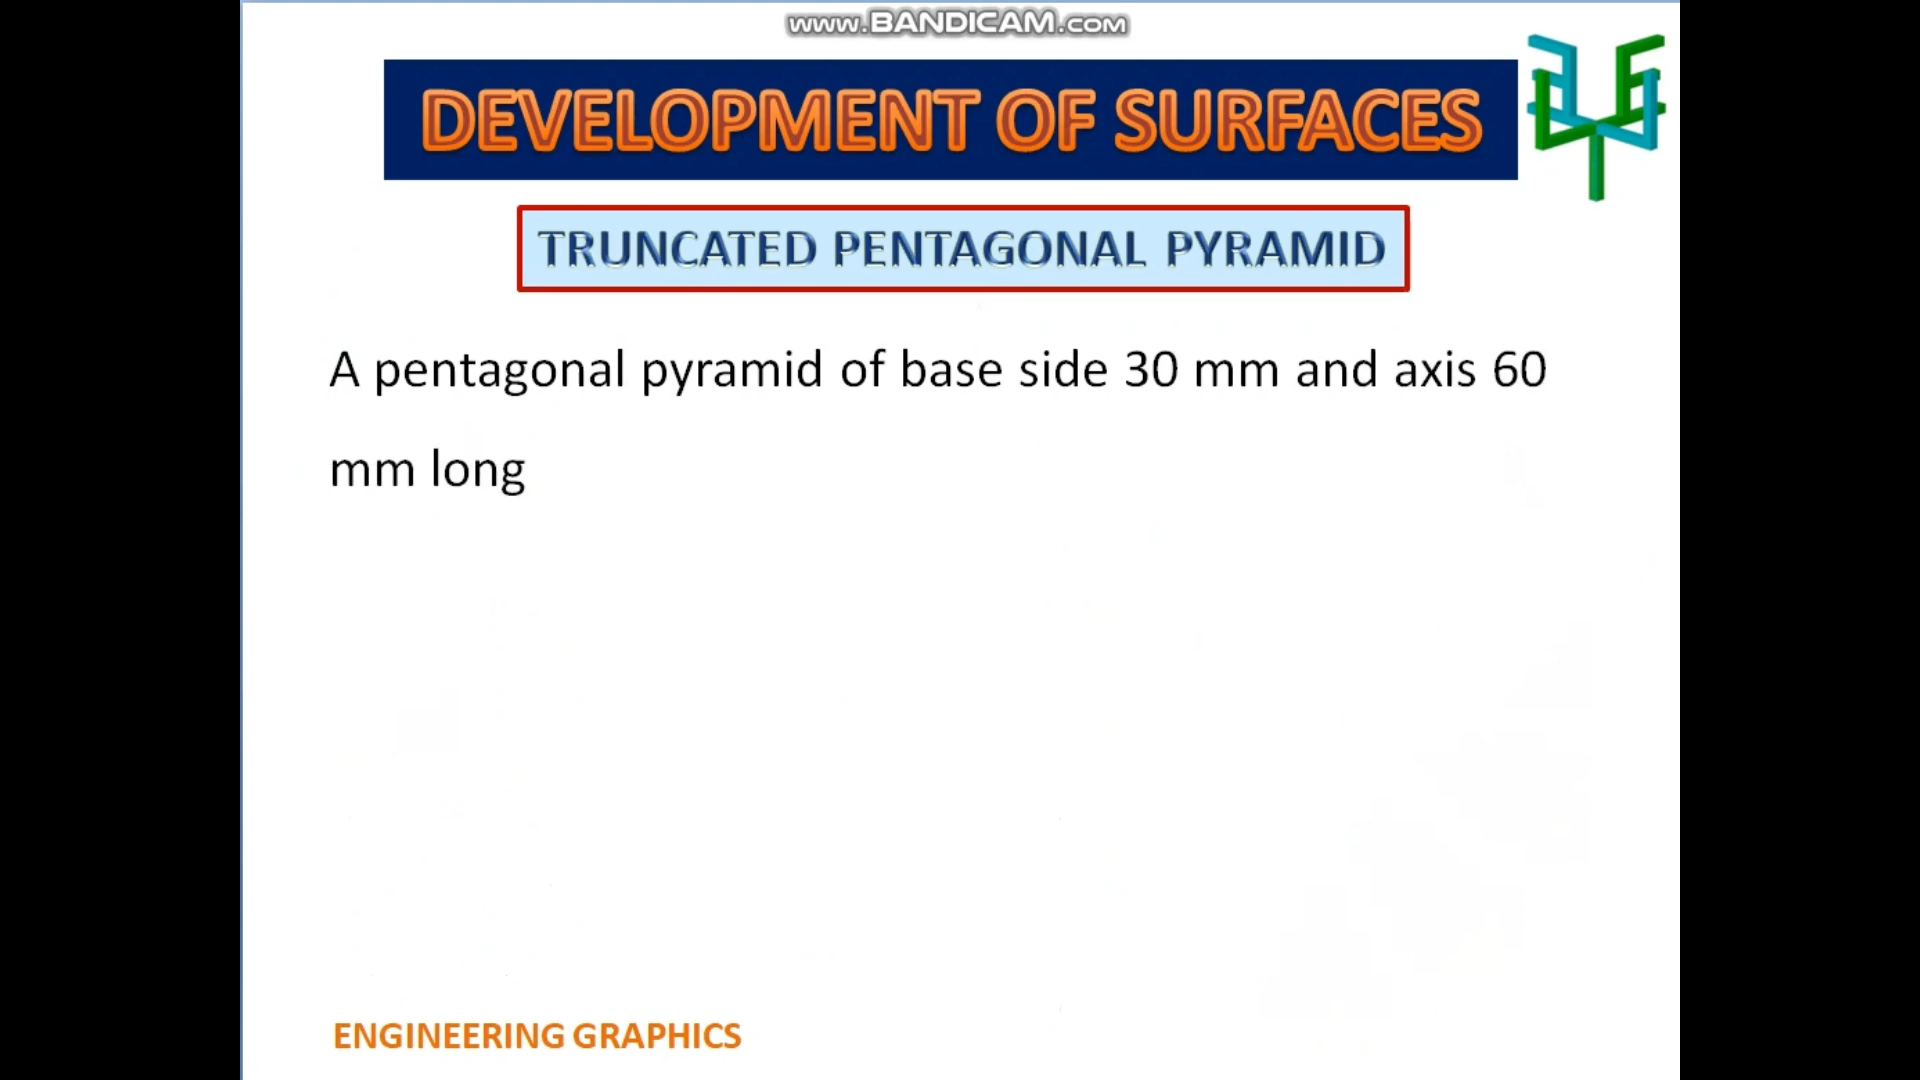 www.BANDICAM.com
DEVELOPMENT OF SURFACES
TRUNCATED PENTAGONAL PYRAMID
A pentagonal pyramid of base side 30 mm and axis 60
mm long
ENGINEERING GRAPHICS